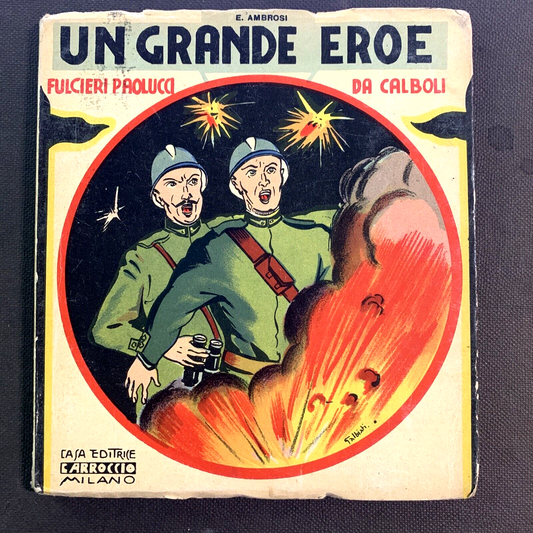 E. AMBROSI
UN GRANDE EROE
FULCIERI PAOLUCCI DA CALBOLI
CASA EDITRICE
CARROCCIO
MILANO